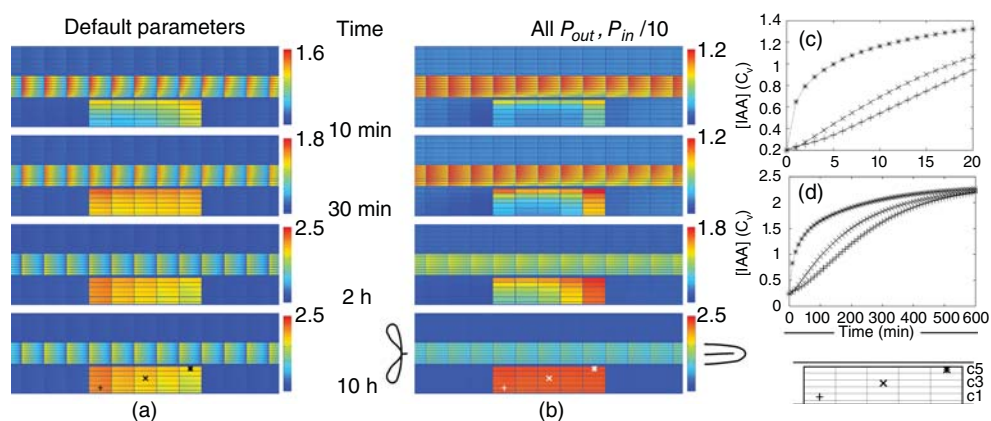 Default parameters
Time
All P_out, P_in /10
1.6
1.2
10 min
1.8
1.2
30 min
2.5
1.8
2 h
2.5
2.5
10 h
(a)
(b)
(c)
1.4
1.2
1.0
0.8
0.6
0.4
0.2
[IAA] (C_v)
0 5 10 15 20
(d)
2.5
2
1.5
1
0.5
0
[IAA] (C_v)
0 100 200 300 400 500 600
Time (min)
c5
c3
c1